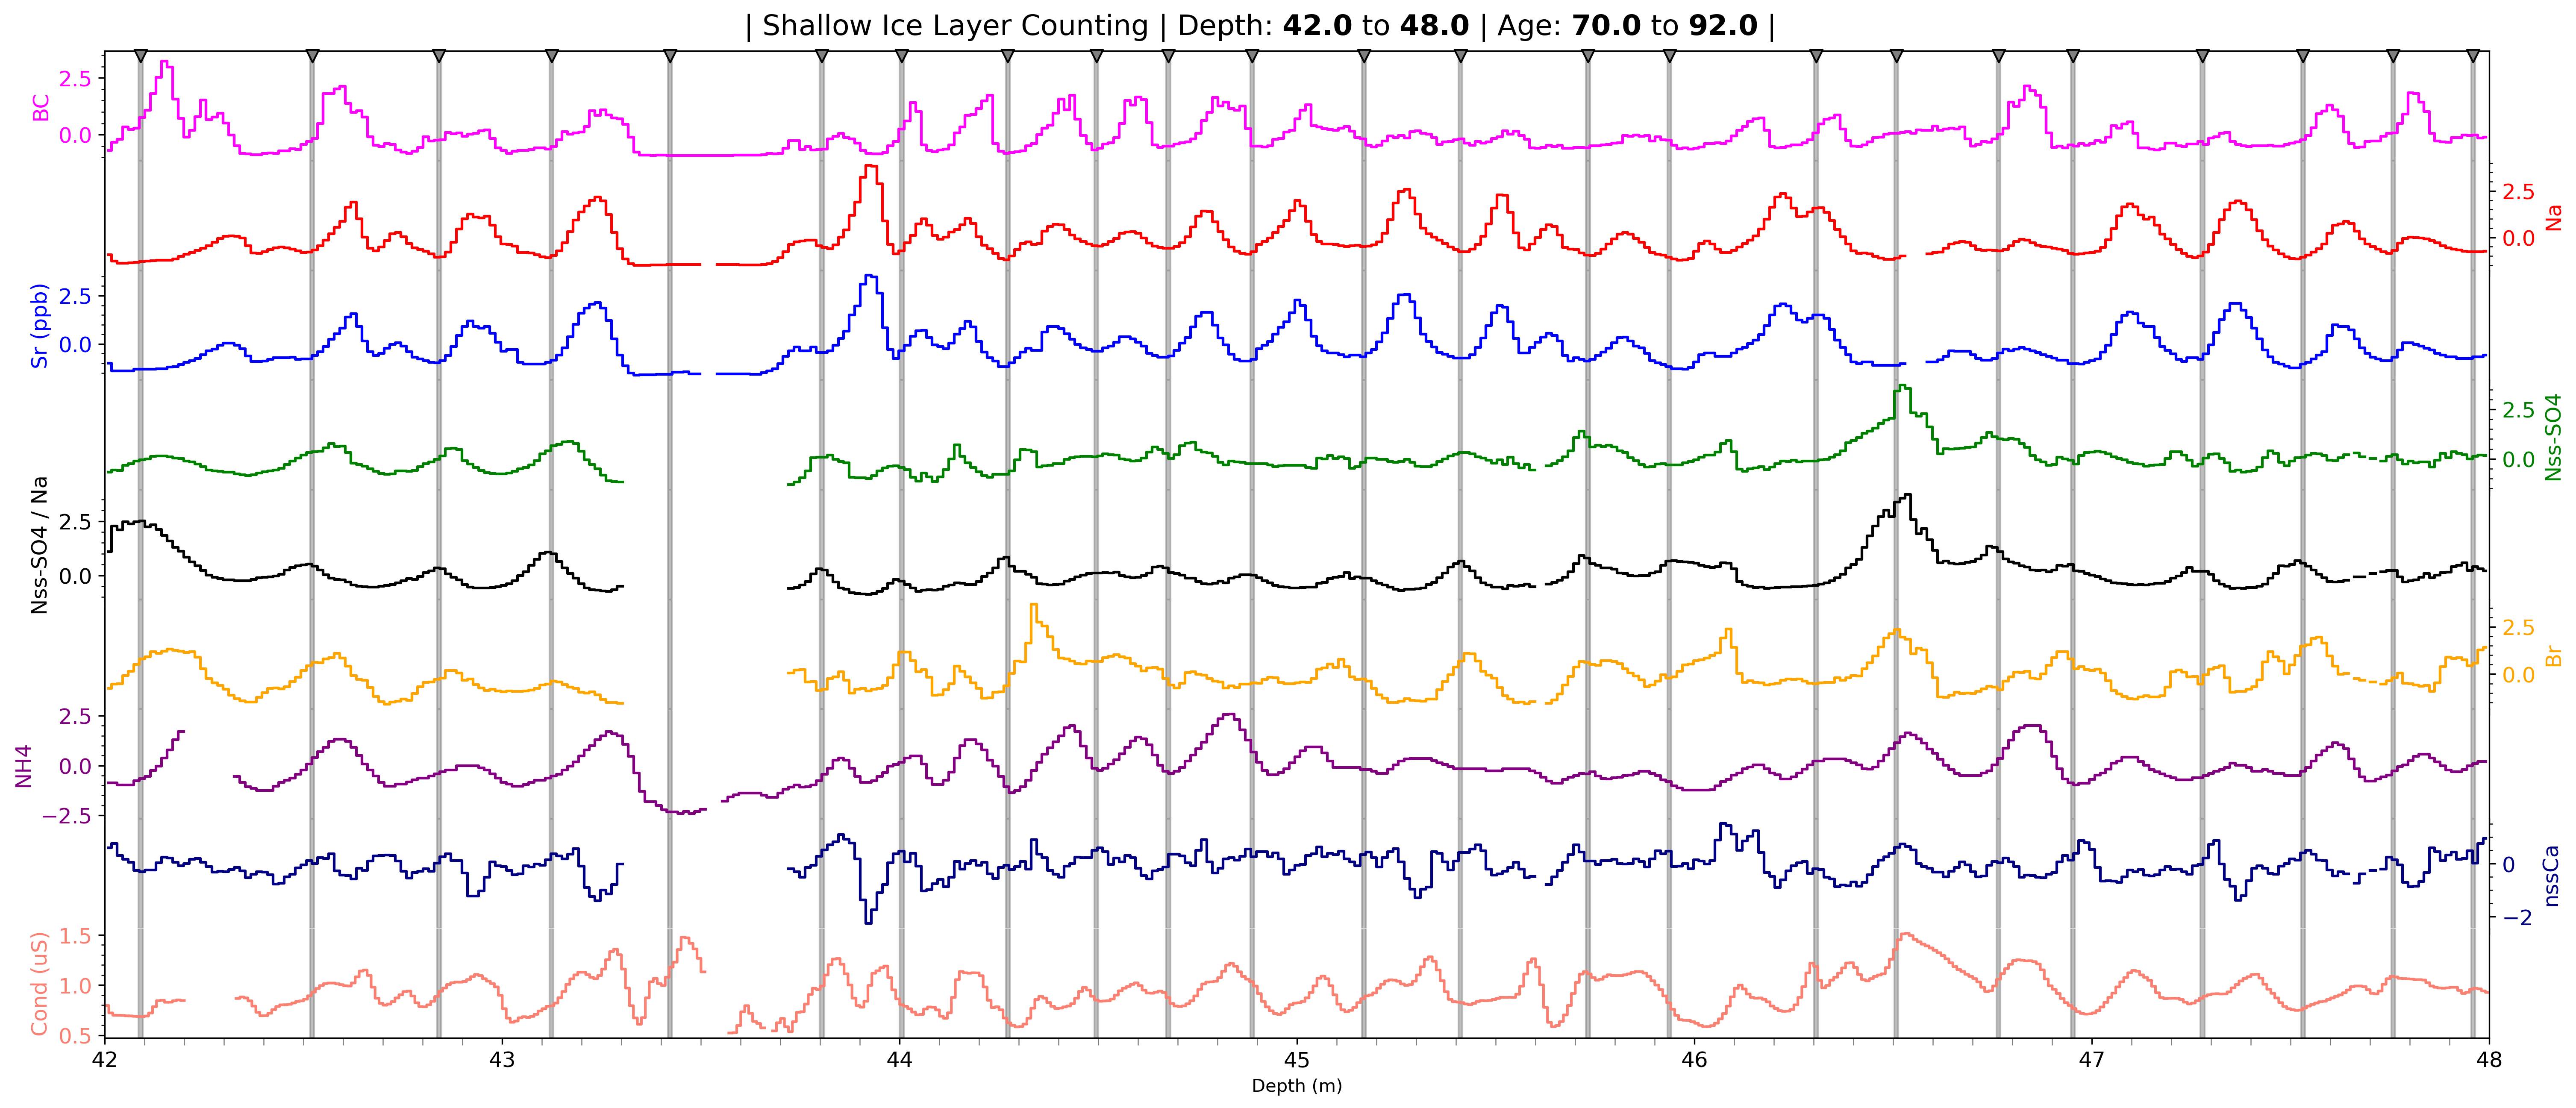 | Shallow Ice Layer Counting | Depth: 42.0 to 48.0 | Age: 70.0 to 92.0 |
BC
2.5
0.0
2.5
0.0
Na
Sr (ppb)
2.5
0.0
2.5
0.0
Nss-SO4
Nss-SO4 / Na
2.5
0.0
2.5
0.0
Br
NH4
2.5
0.0
−2.5
0
−2
nssCa
Cond (uS)
1.5
1.0
0.5
42 43 44 45 46 47 48
Depth (m)